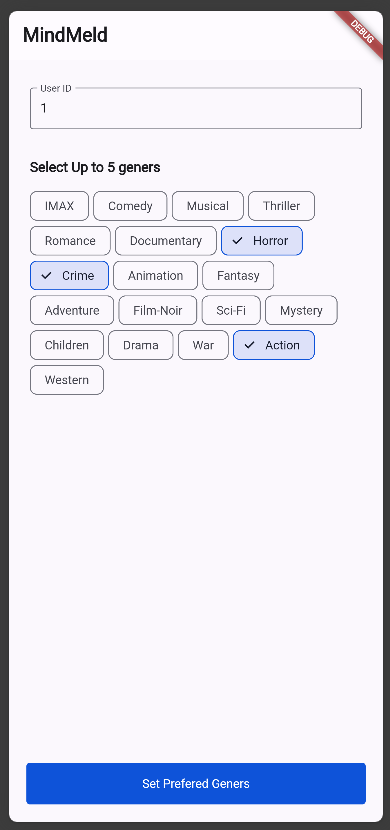 MindMeld
DEBUG
User ID
1
Select Up to 5 geners
IMAX Comedy Musical Thriller
Romance Documentary Horror
Crime Animation Fantasy
Adventure Film-Noir Sci-Fi Mystery
Children Drama War Action
Western
Set Prefered Geners